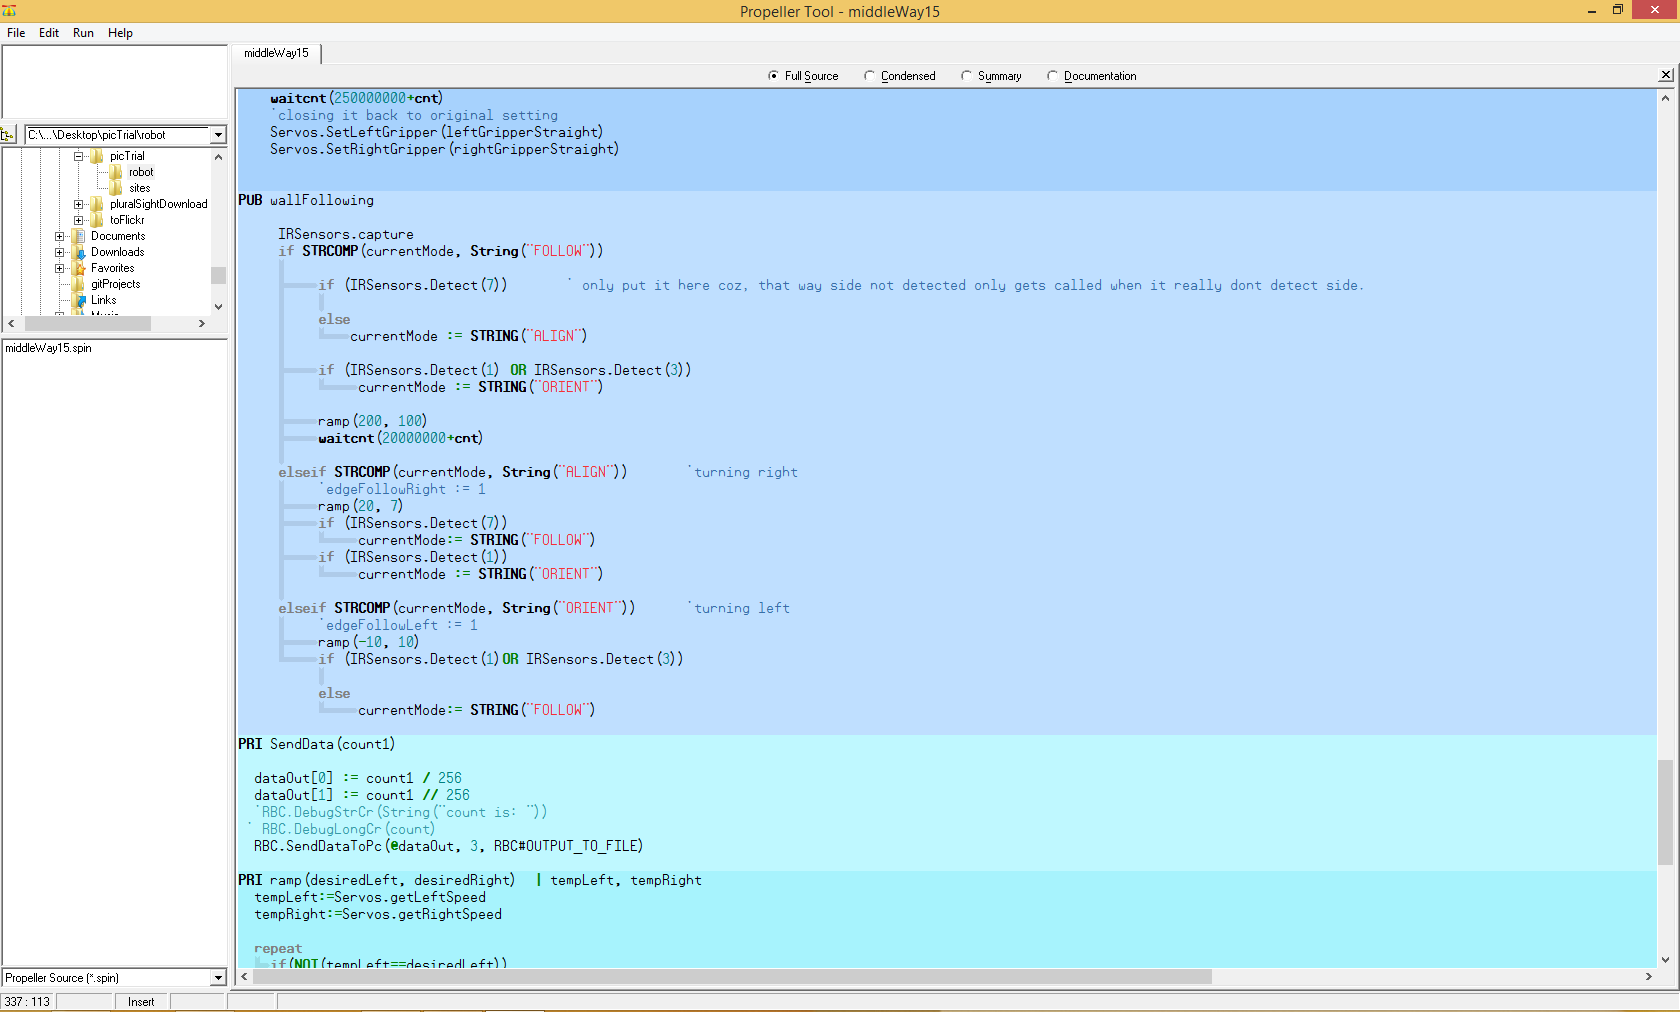 Propeller Tool - middleWay15
File Edit Run Help
middleWay15
Full Source Condensed Summary Documentation
C:\...\Desktop\picTrial\robot
picTrial
robot
sites
pluralSightDownload
toFlickr
Documents
Downloads
Favorites
gitProjects
Links
middleWay15.spin
Propeller Source (*.spin)
337 : 113 Insert
waitcnt(250000000+cnt)
'closing it back to original setting
Servos.SetLeftGripper(leftGripperStraight)
Servos.SetRightGripper(rightGripperStraight)
PUB wallFollowing
IRSensors.capture
if STRCOMP(currentMode, String("FOLLOW"))
if (IRSensors.Detect(7)) ' only put it here coz, that way side not detected only gets called when it really dont detect side.
else
currentMode := STRING("ALIGN")
if (IRSensors.Detect(1) OR IRSensors.Detect(3))
currentMode := STRING("ORIENT")
ramp(200, 100)
waitcnt(20000000+cnt)
elseif STRCOMP(currentMode, String("ALIGN")) 'turning right
'edgeFollowRight := 1
ramp(20, 7)
if (IRSensors.Detect(7))
currentMode:= STRING("FOLLOW")
if (IRSensors.Detect(1))
currentMode := STRING("ORIENT")
elseif STRCOMP(currentMode, String("ORIENT")) 'turning left
'edgeFollowLeft := 1
ramp(-10, 10)
if (IRSensors.Detect(1)OR IRSensors.Detect(3))
else
currentMode:= STRING("FOLLOW")
PRI SendData(count1)
dataOut[0] := count1 / 256
dataOut[1] := count1 // 256
'RBC.DebugStrCr(String("count is: "))
' RBC.DebugLongCr(count)
RBC.SendDataToPc(@dataOut, 3, RBC#OUTPUT_TO_FILE)
PRI ramp(desiredLeft, desiredRight) | tempLeft, tempRight
tempLeft:=Servos.getLeftSpeed
tempRight:=Servos.getRightSpeed
repeat
if(NOT(tempLeft==desiredLeft))